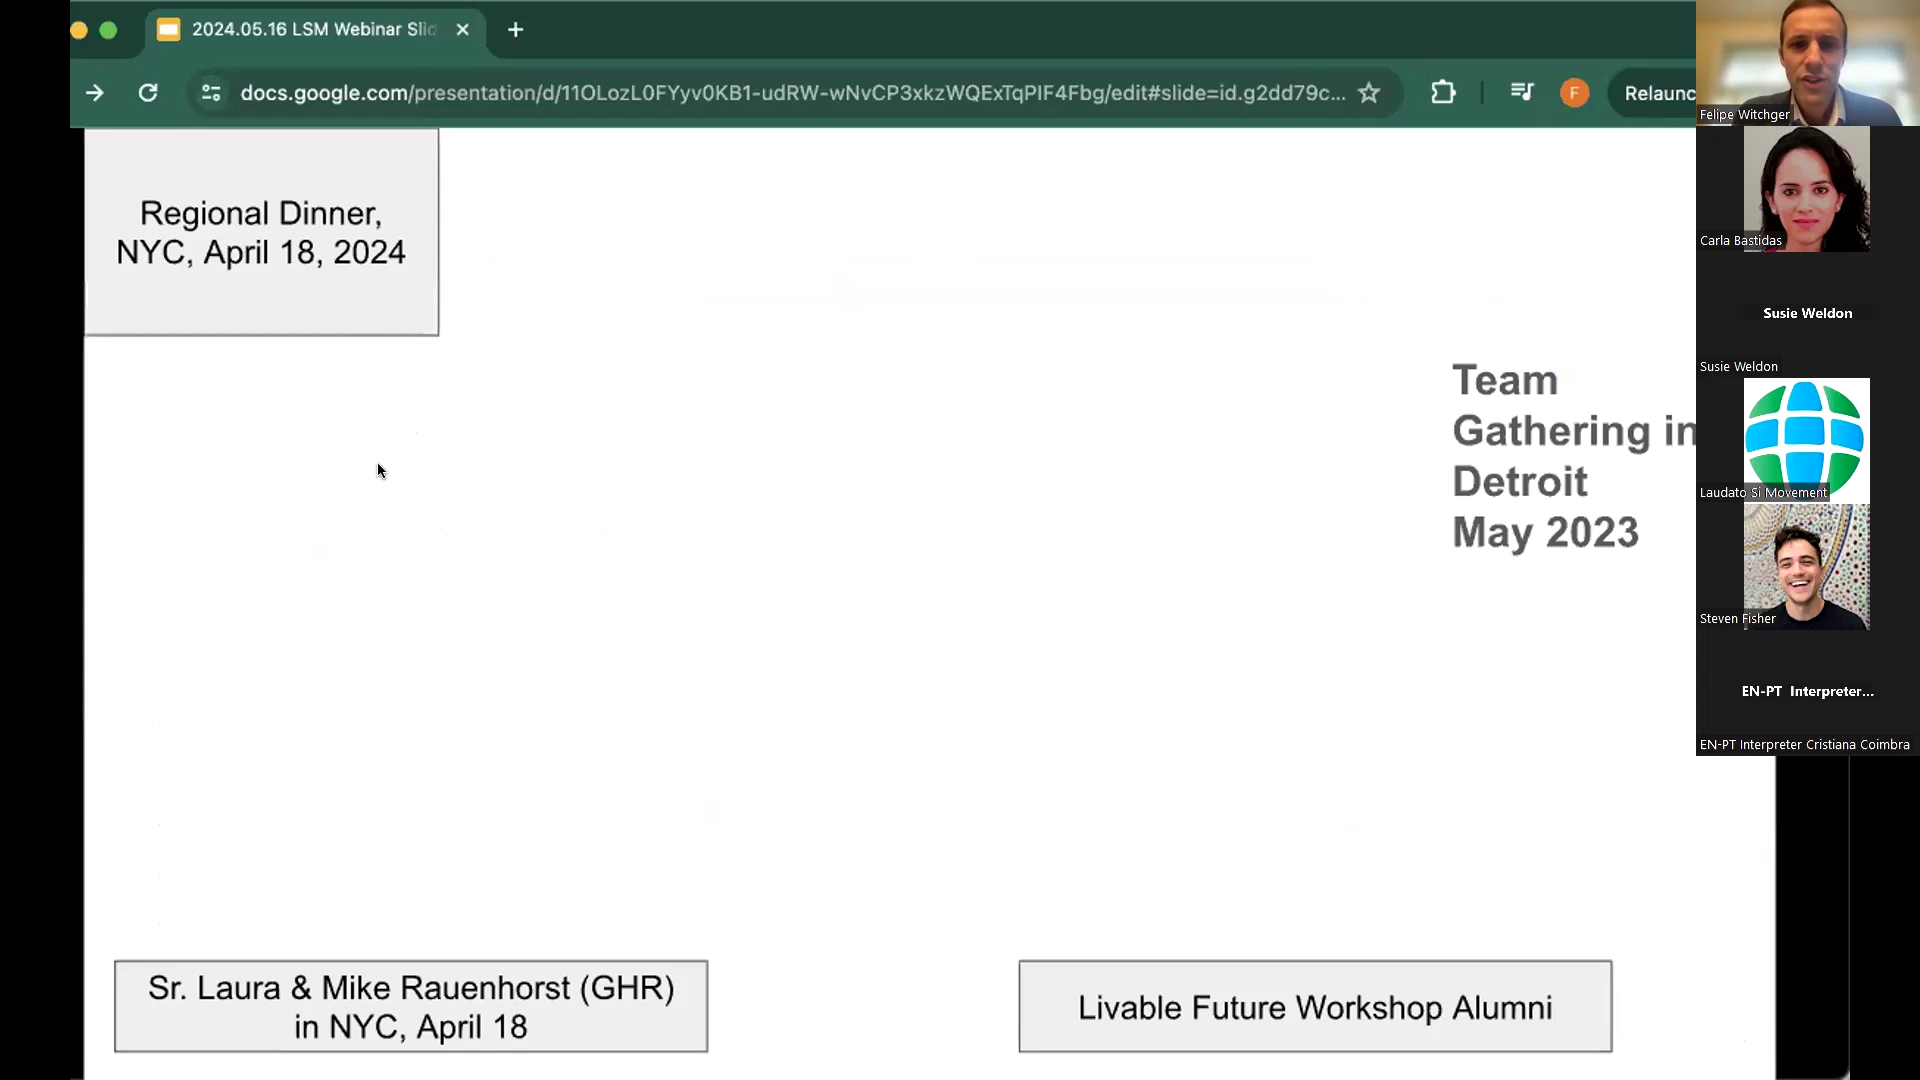 2024.05.16 LSM Webinar Slid
docs.google.com/presentation/d/11OLozL0FYyv0KB1-udRW-wNvCP3xkzWQExTqPIF4Fbg/edit#slide=id.g2dd79c...
F
Relaunc
Regional Dinner,
NYC, April 18, 2024
Team
Gathering in
Detroit
May 2023
Sr. Laura & Mike Rauenhorst (GHR)
in NYC, April 18
Livable Future Workshop Alumni
Felipe Witchger
Carla Bastidas
Susie Weldon
Susie Weldon
Laudato Si Movement
Steven Fisher
EN-PT Interpreter...
EN-PT Interpreter Cristiana Coimbra